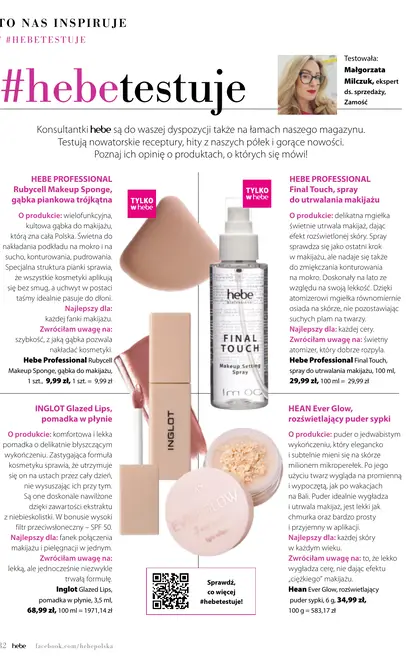 TO NAS INSPIRUJE
/ #HEBETESTUJE
#hebetestuje
Testowała:
Małgorzata
Milczuk, ekspert
ds. sprzedaży,
Zamość
Konsultantki hebe są do waszej dyspozycji także na łamach naszego magazynu.
Testują nowatorskie receptury, hity z naszych półek i gorące nowości.
Poznaj ich opinię o produktach, o których się mówi!
HEBE PROFESSIONAL
Rubycell Makeup Sponge,
gąbka piankowa trójkątna
O produkcie: wielofunkcyjna,
kultowa gąbka do makijażu,
którą zna cała Polska. Świetna do
nakładania podkładu na mokro i na
sucho, konturowania, pudrowania.
Specjalna struktura pianki sprawia,
że wszystkie kosmetyki aplikują
się bez smug, a uchwyt w postaci
taśmy idealnie pasuje do dłoni.
Najlepszy dla:
każdej fanki makijażu.
Zwróciłam uwagę na:
szybkość, z jaką gąbka pozwala
nakładać kosmetyki.
Hebe Professional Rubycell
Makeup Sponge, gąbka do makijażu,
1 szt., 9,99 zł, 1 szt. = 9,99 zł
TYLKO
w hebe
TYLKO
w hebe
hebe
PROFESSIONAL
FINAL
TOUCH
Makeup Setting
Spray
HEBE PROFESSIONAL
Final Touch, spray
do utrwalania makijażu
O produkcie: delikatna mgiełka
świetnie utrwala makijaż, dając
efekt rozświetlonej skóry. Spray
sprawdza się jako ostatni krok
w makijażu, ale nadaje się także
do zmiękczania konturowania
na mokro. Doskonały na lato ze
względu na swoją lekkość. Dzięki
atomizerowi mgiełka równomiernie
osiada na skórze, nie pozostawiając
suchych plam na twarzy.
Najlepszy dla: każdej cery.
Zwróciłam uwagę na: świetny
atomizer, który dobrze rozpyla.
Hebe Professional Final Touch,
spray do utrwalania makijażu, 100 ml,
29,99 zł, 100 ml = 29,99 zł
INGLOT Glazed Lips,
pomadka w płynie
O produkcie: komfortowa i lekka
pomadka o delikatnie błyszczącym
wykończeniu. Zastygająca formuła
kosmetyku sprawia, że utrzymuje
się on na ustach przez cały dzień,
nie wysuszając ich przy tym.
Są one doskonale nawilżone
dzięki zawartości ekstraktu
z niebieskolistki. W bonusie wysoki
filtr przeciwsłoneczny – SPF 50.
Najlepszy dla: fanek połączenia
makijażu i pielęgnacji w jednym.
Zwróciłam uwagę na:
lekką, ale jednocześnie niezwykle
trwałą formułę.
Inglot Glazed Lips,
pomadka w płynie, 3,5 ml,
68,99 zł, 100 ml = 1971,14 zł
INGLOT
Sprawdź,
co więcej
#hebetestuje!
HEAN Ever Glow,
rozświetlający puder sypki
O produkcie: puder o jedwabistym
wykończeniu, który elegancko
i subtelnie mieni się na skórze
milionem mikroperełek. Po jego
użyciu twarz wygląda na promienną
i wypoczętą, jak po wakacjach
na Bali. Puder idealnie wygładza
i utrwala makijaż, jest lekki jak
chmurka oraz bardzo prosty
i przyjemny w aplikacji.
Najlepszy dla: każdej skóry
w każdym wieku.
Zwróciłam uwagę na: to, że lekko
wygładza cerę, nie dając efektu
„ciężkiego” makijażu.
Hean Ever Glow, rozświetlający
puder sypki, 6 g, 34,99 zł,
100 g = 583,17 zł
hebe facebook.com/hebepolska